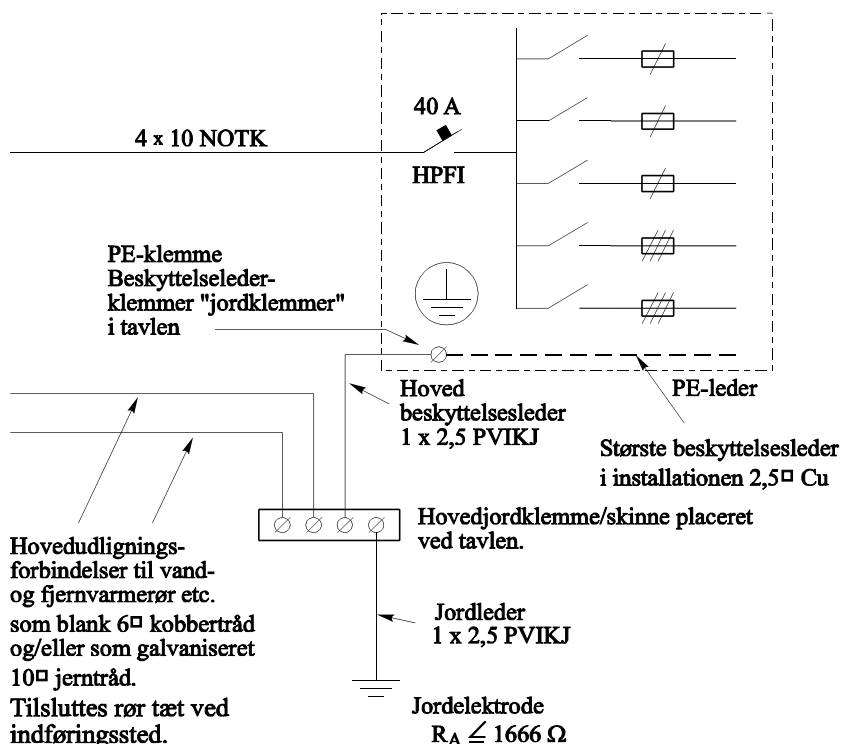 40 A
4 x 10 NOTK
HPFI
PE-klemme
Beskyttelseleder-
klemmer "jordklemmer"
i tavlen
Hoved
beskyttelsesleder
1 x 2,5 PVIKJ
PE-leder
Største beskyttelsesleder
i installationen 2,5□ Cu
Hovedjordklemme/skinne placeret
ved tavlen.
Hovedudlignings-
forbindelser til vand-
og fjernvarmerør etc.
som blank 6□ kobbertråd
og/eller som galvaniseret
10□ jerntråd.
Tilsluttes rør tæt ved
indføringssted.
Jordleder
1 x 2,5 PVIKJ
Jordelektrode
RA ≦ 1666 Ω